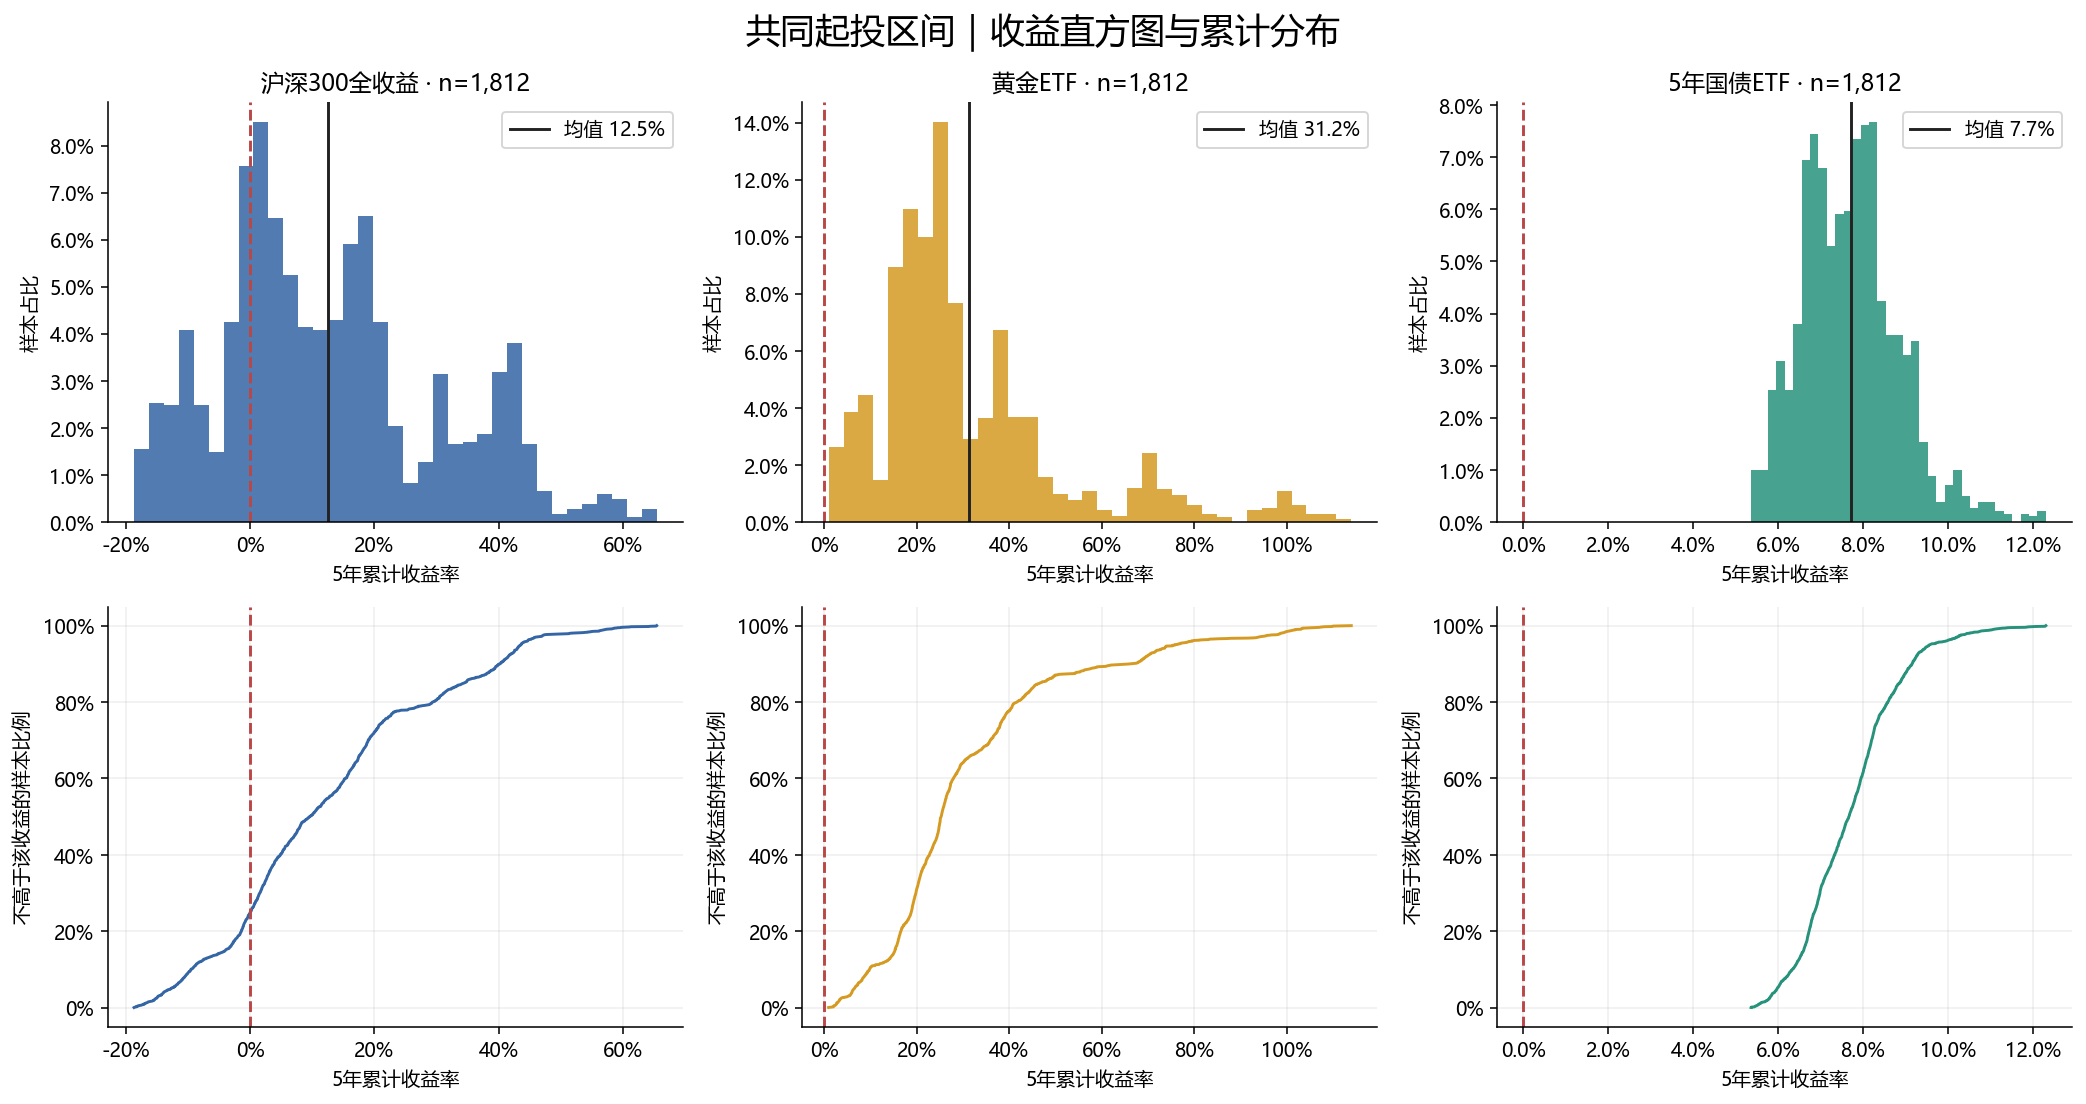 共同起投区间｜收益直方图与累计分布
沪深300全收益 · n=1,812
均值 12.5%
样本占比
8.0%
7.0%
6.0%
5.0%
4.0%
3.0%
2.0%
1.0%
0.0%
-20% 0% 20% 40% 60%
5年累计收益率
黄金ETF · n=1,812
均值 31.2%
样本占比
14.0%
12.0%
10.0%
8.0%
6.0%
4.0%
2.0%
0.0%
0% 20% 40% 60% 80% 100%
5年累计收益率
5年国债ETF · n=1,812
均值 7.7%
样本占比
8.0%
7.0%
6.0%
5.0%
4.0%
3.0%
2.0%
1.0%
0.0%
0.0% 2.0% 4.0% 6.0% 8.0% 10.0% 12.0%
5年累计收益率
不高于该收益的样本比例
100%
80%
60%
40%
20%
0%
-20% 0% 20% 40% 60%
5年累计收益率
不高于该收益的样本比例
100%
80%
60%
40%
20%
0%
0% 20% 40% 60% 80% 100%
5年累计收益率
不高于该收益的样本比例
100%
80%
60%
40%
20%
0%
0.0% 2.0% 4.0% 6.0% 8.0% 10.0% 12.0%
5年累计收益率